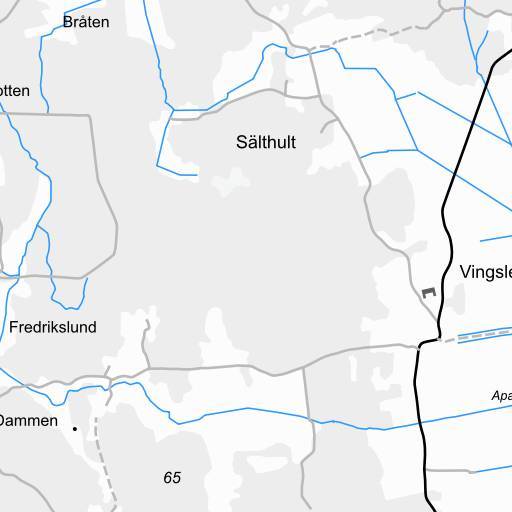 Bråten
otten
Sälthult
Vingsle
Fredrikslund
Apa
Dammen
65